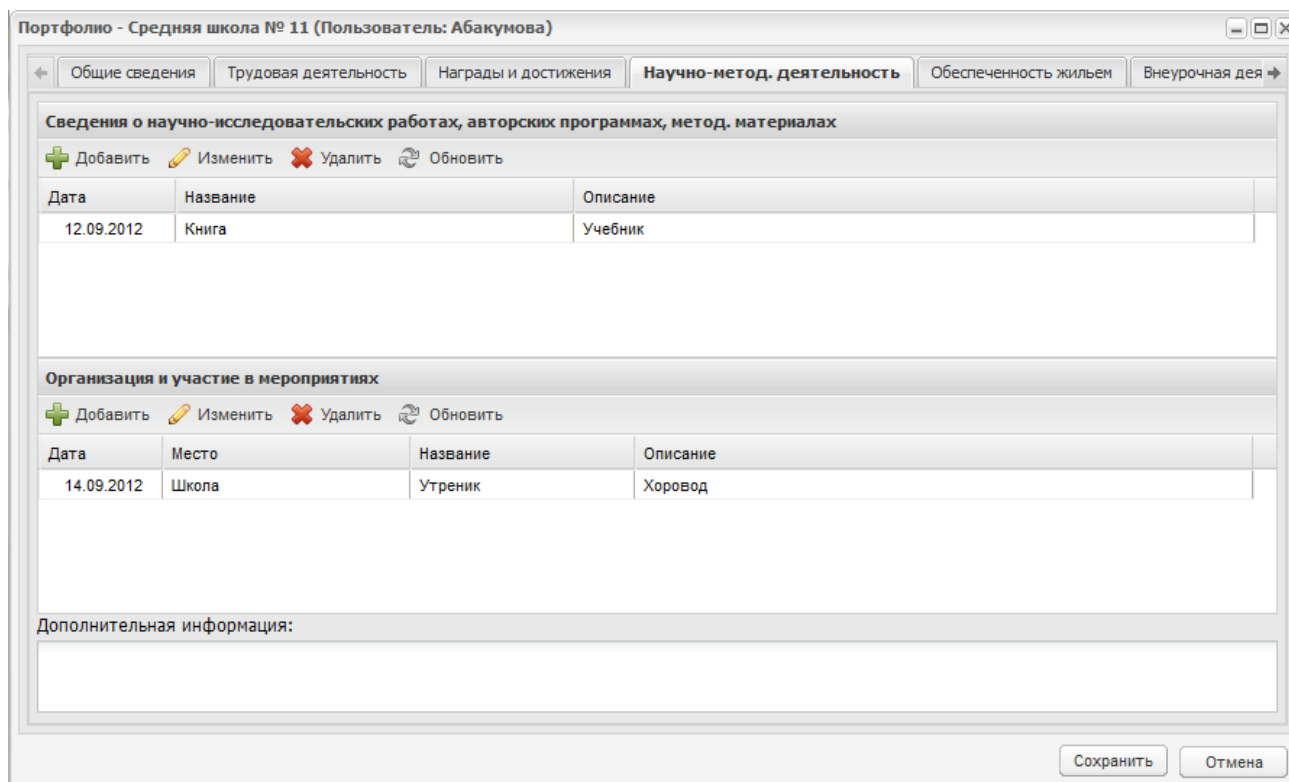 Портфолио - Средняя школа № 11 (Пользователь: Абакумова)
Общие сведения Трудовая деятельность Награды и достижения Научно-метод. деятельность Обеспеченность жильем Внеурочная дея
Сведения о научно-исследовательских работах, авторских программах, метод. материалах
Добавить Изменить Удалить Обновить
Дата Название Описание
12.09.2012 Книга Учебник
Организация и участие в мероприятиях
Добавить Изменить Удалить Обновить
Дата Место Название Описание
14.09.2012 Школа Утреник Хоровод
Дополнительная информация:
Сохранить Отмена